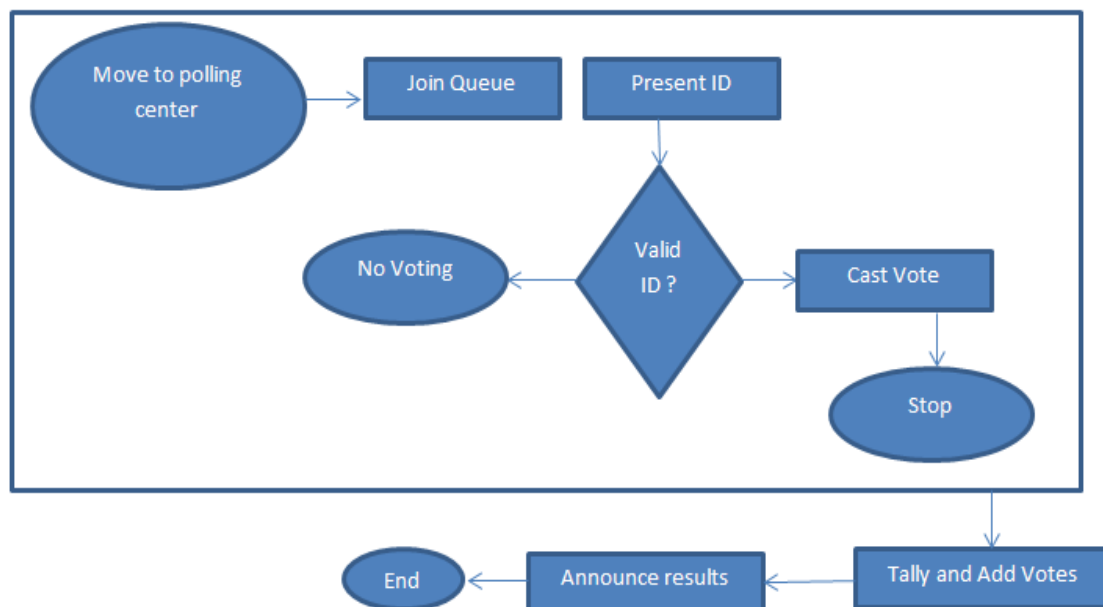 Move to polling
center
Join Queue
Present ID
Valid
ID ?
No Voting
Cast Vote
Stop
Tally and Add Votes
Announce results
End